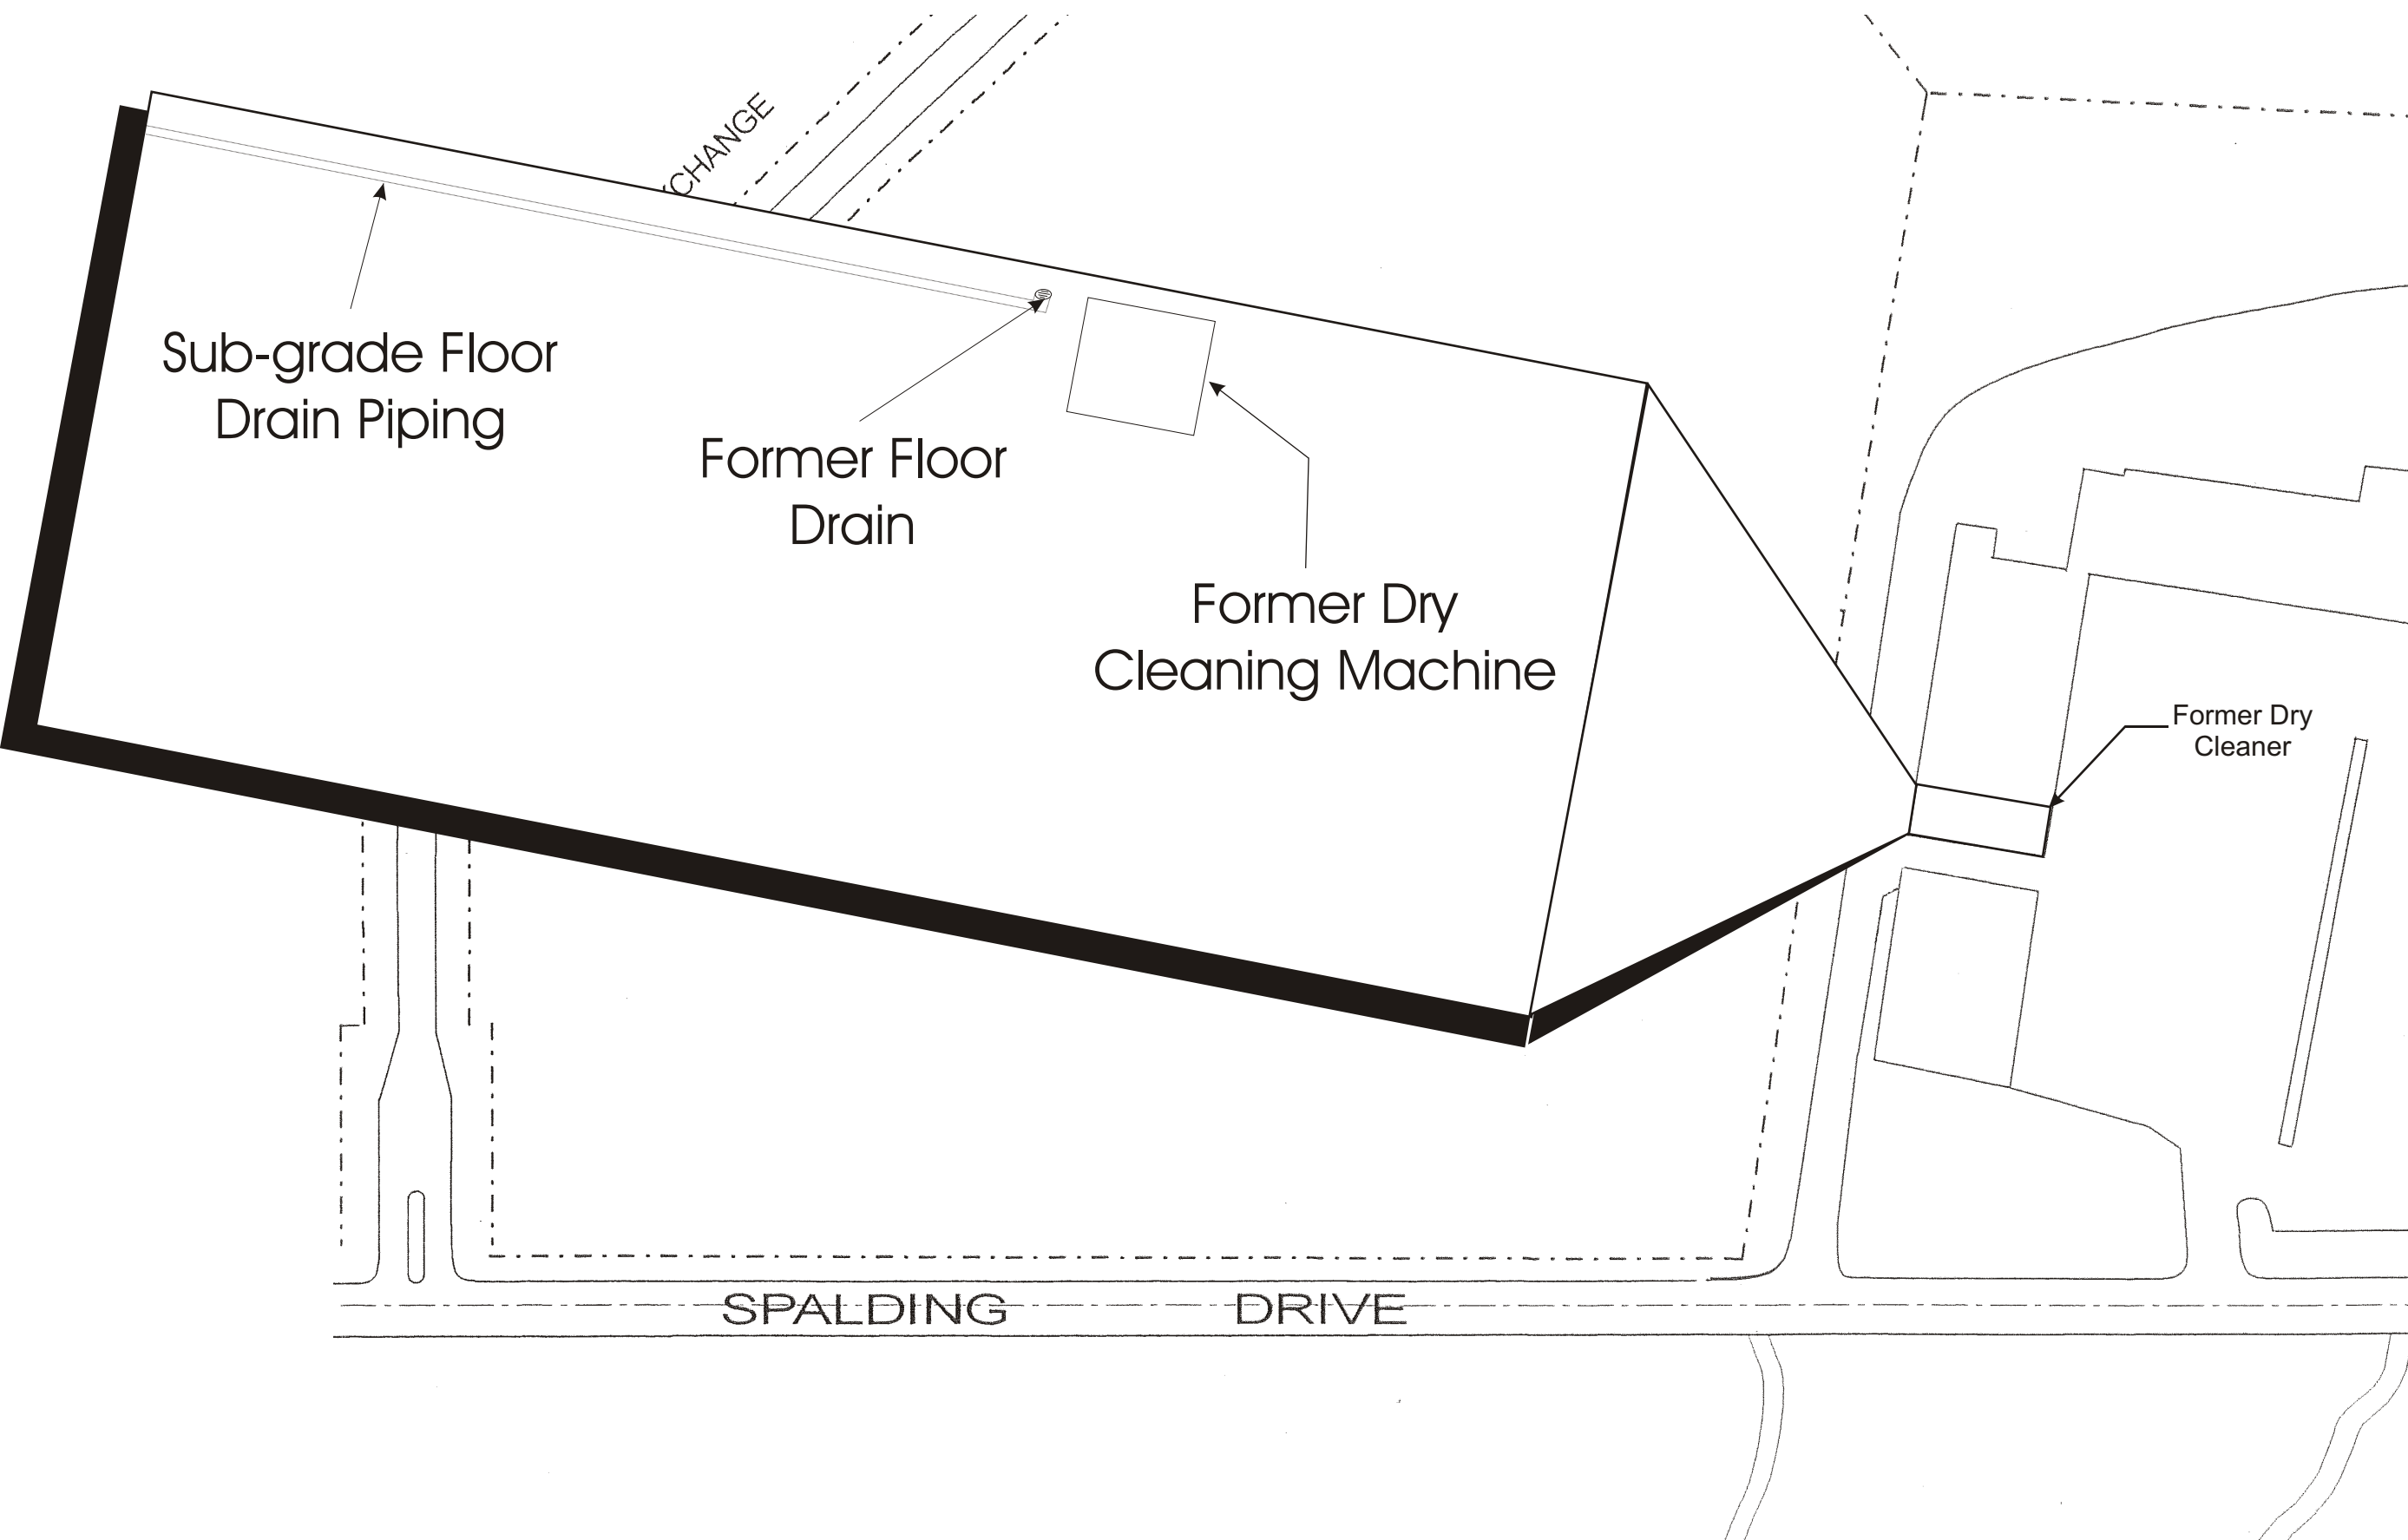 CHANGE
Sub-grade Floor
Drain Piping
Former Floor
Drain
Former Dry
Cleaning Machine
Former Dry
Cleaner
SPALDING DRIVE